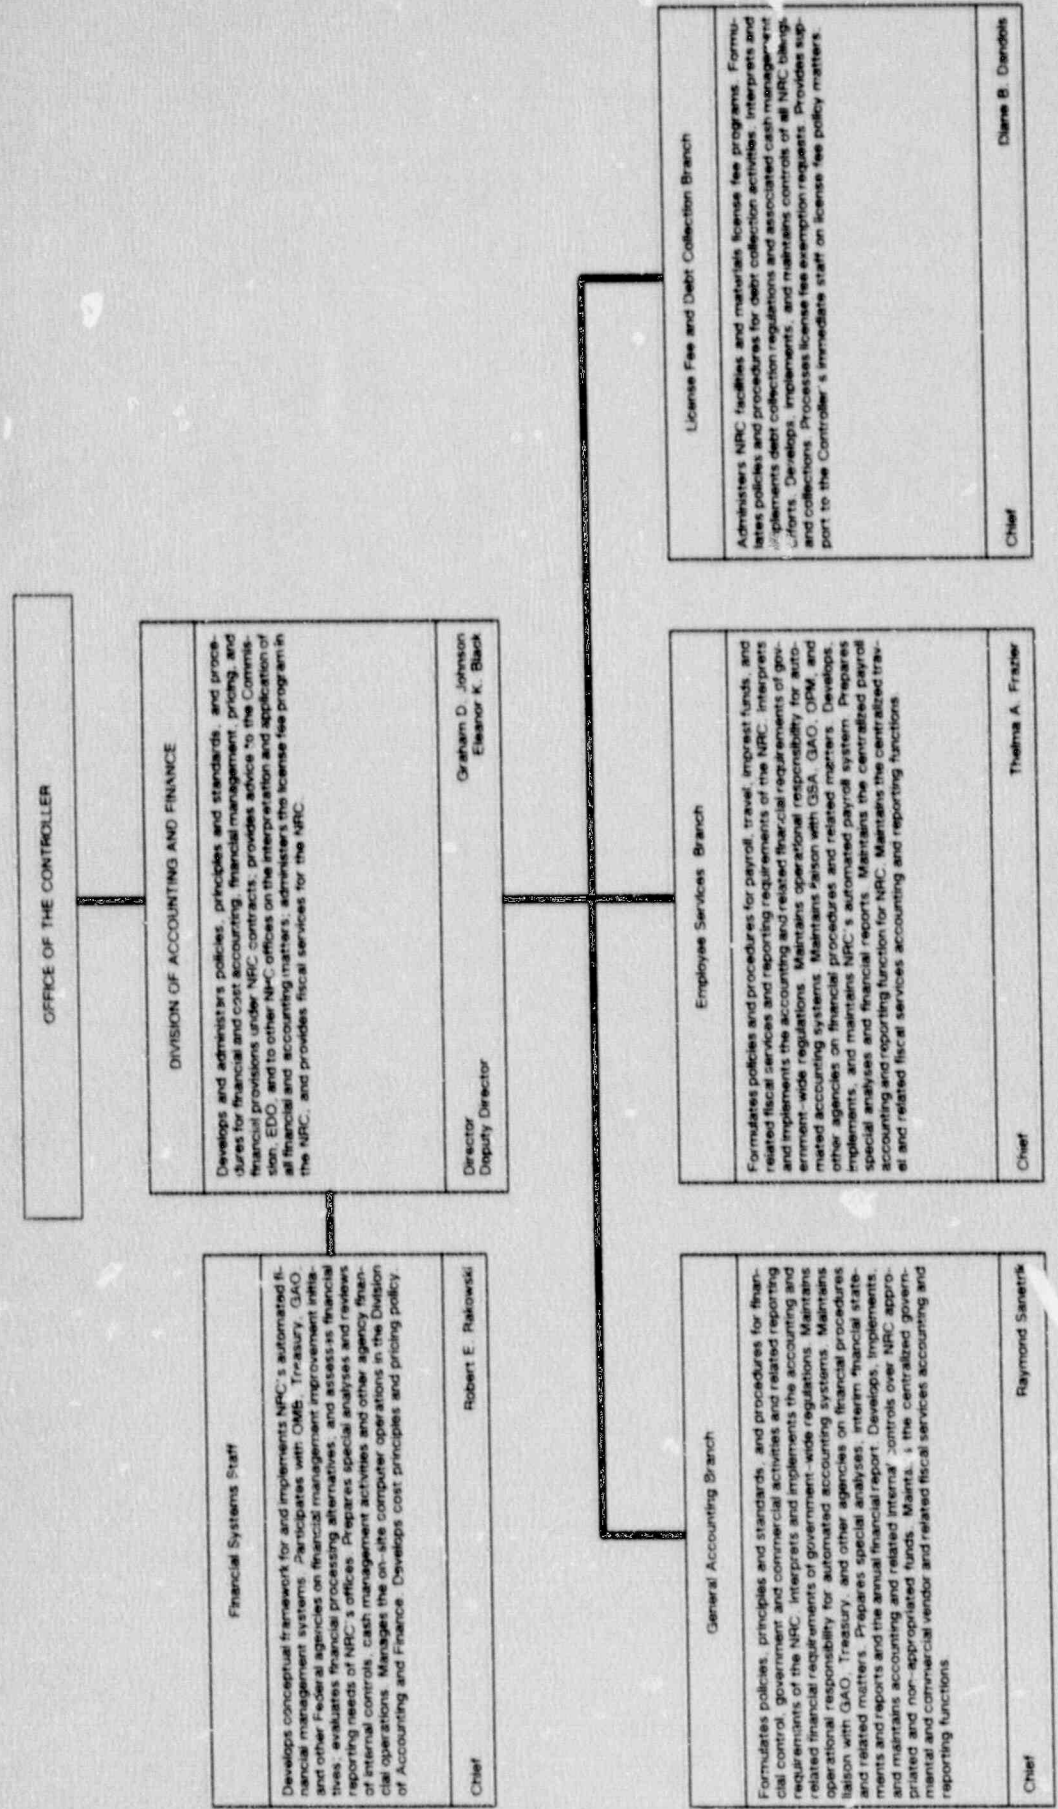 OFFICE OF THE CONTROLLER
DIVISION OF ACCOUNTING AND FINANCE
Develops and administers policies, principles and standards, and proce-
dures for financial and cost accounting, financial management, pricing, and
financial provisions under NRC contracts; provides advice to the Commis-
sion, EDO, and to other NRC offices on the interpretation and application of
all financial and accounting matters; administers the license fee program in
the NRC, and provides fiscal services for the NRC.
Director Graham D. Johnson
Deputy Director Eleanor K. Black
Financial Systems Staff
Develops conceptual framework for and implements NRC's automated fi-
nancial management systems. Participates with OMB, Treasury, GAO,
and other Federal agencies on financial management improvement initia-
tives; evaluates financial processing alternatives; and assesses financial
reporting needs of NRC's offices. Prepares special analyses and reviews
of internal controls, cash management activities and other agency finan-
cial operations. Manages the on-site computer operations in the Division
of Accounting and Finance. Develops cost principles and pricing policy.
Chief Robert E. Rakowski
General Accounting Branch
Formulates policies, principles and standards, and procedures for finan-
cial control, government and commercial activities and related reporting
requirements of the NRC. Interprets and implements the accounting and
related financial requirements of government-wide regulations. Maintains
operational responsibility for automated accounting systems. Maintains
liaison with GAO, Treasury, and other agencies on financial procedures
and related matters. Prepares special analyses, interim financial state-
ments and reports and the annual financial report. Develops, implements,
and maintains accounting and related internal controls over NRC appro-
priated and non-appropriated funds. Maintains the centralized govern-
mental and commercial vendor and related fiscal services accounting and
reporting functions.
Chief Raymond Sanetrik
Employee Services Branch
Formulates policies and procedures for payroll, travel, imprest funds, and
related fiscal services and reporting requirements of the NRC. Interprets
and implements the accounting and related financial requirements of gov-
ernment-wide regulations. Maintains operational responsibility for auto-
mated accounting systems. Maintains liaison with GSA, GAO, OPM, and
other agencies on financial procedures and related matters. Develops,
implements, and maintains NRC's automated payroll system. Prepares
special analyses and financial reports. Maintains the centralized payroll
accounting and reporting function for NRC. Maintains the centralized trav-
el and related fiscal services accounting and reporting functions.
Chief Thelma A. Frazier
License Fee and Debt Collection Branch
Administers NRC facilities and materials license fee programs. Formu-
lates policies and procedures for debt collection activities. Interprets and
implements debt collection regulations and associated cash management
efforts. Develops, implements, and maintains controls of all NRC billings
and collections. Processes license fee exemption requests. Provides sup-
port to the Controller's immediate staff on license fee policy matters.
Chief Diane B. Dandois